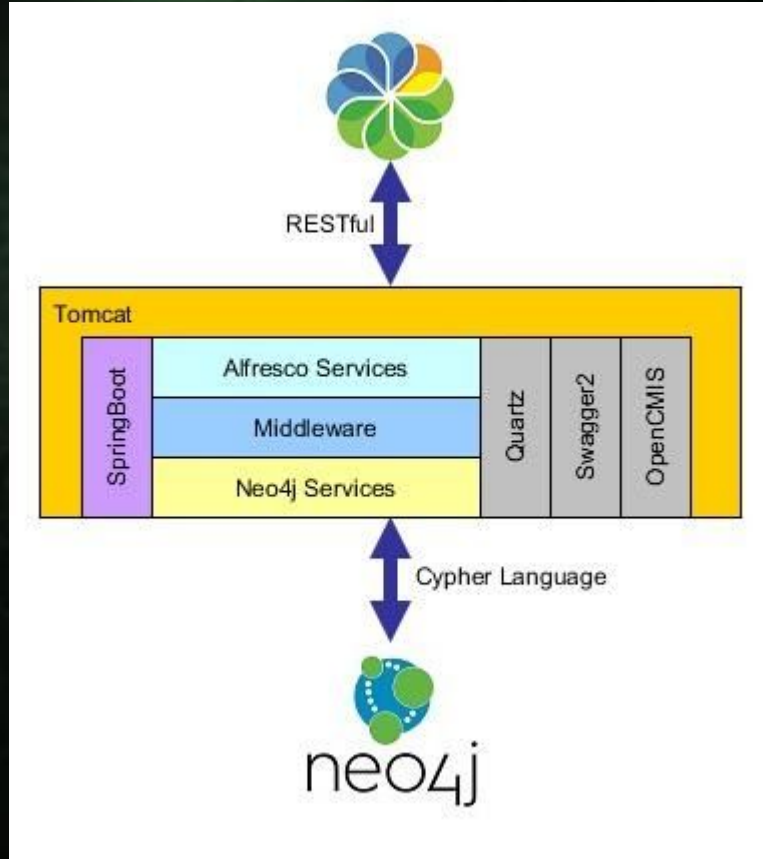 RESTful
Tomcat
SpringBoot
Alfresco Services
Middleware
Neo4j Services
Quartz
Swagger2
OpenCMIS
Cypher Language
neo4j